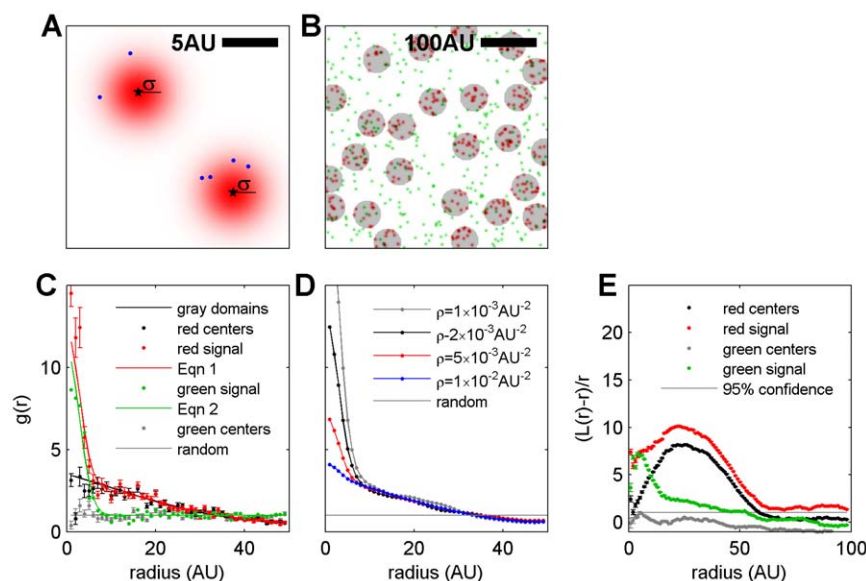 A
5AU
σ
σ
B
100AU
C
g(r)
10
5
0
gray domains
red centers
red signal
Eqn 1
green signal
Eqn 2
green centers
random
0
20
40
radius (AU)
D
ρ=1×10⁻³AU⁻²
ρ-2×10⁻³AU⁻²
ρ=5×10⁻³AU⁻²
ρ=1×10⁻²AU⁻²
random
0
20
40
radius (AU)
E
(L(r)-r)/r
20
15
10
5
0
red centers
red signal
green centers
green signal
95% confidence
0
50
100
radius (AU)